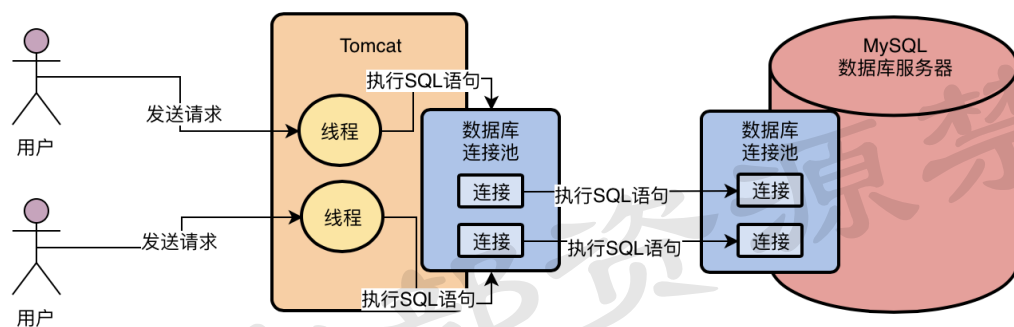 Tomcat
MySQL
数据库服务器
执行SQL语句
发送请求
线程
数据库
连接池
数据库
连接池
用户
连接
执行SQL语句
连接
线程
发送请求
连接
执行SQL语句
连接
执行SQL语句
用户
资源禁